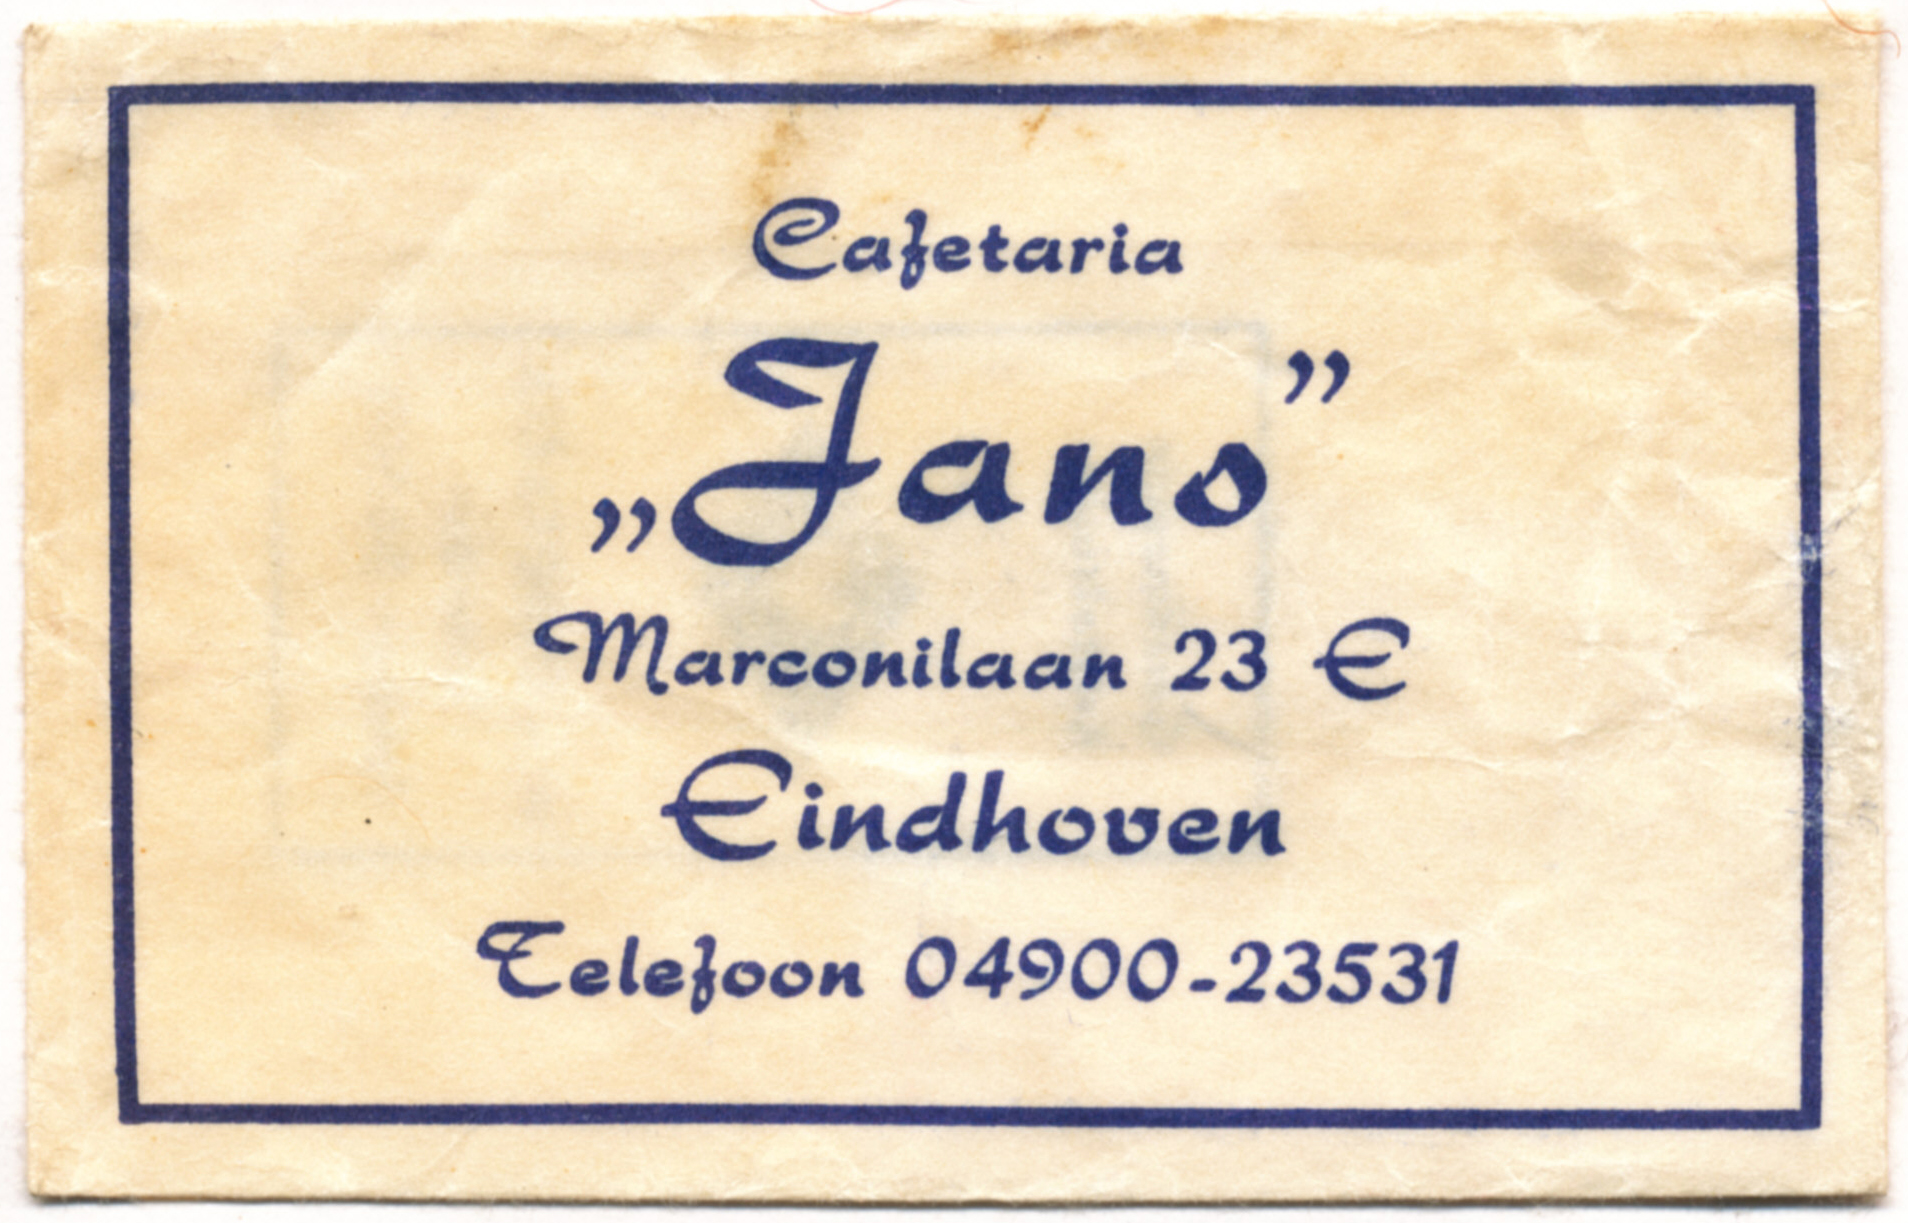 Cafetaria
„Jans”
Marconilaan 23 E
Eindhoven
Telefoon 04900-23531